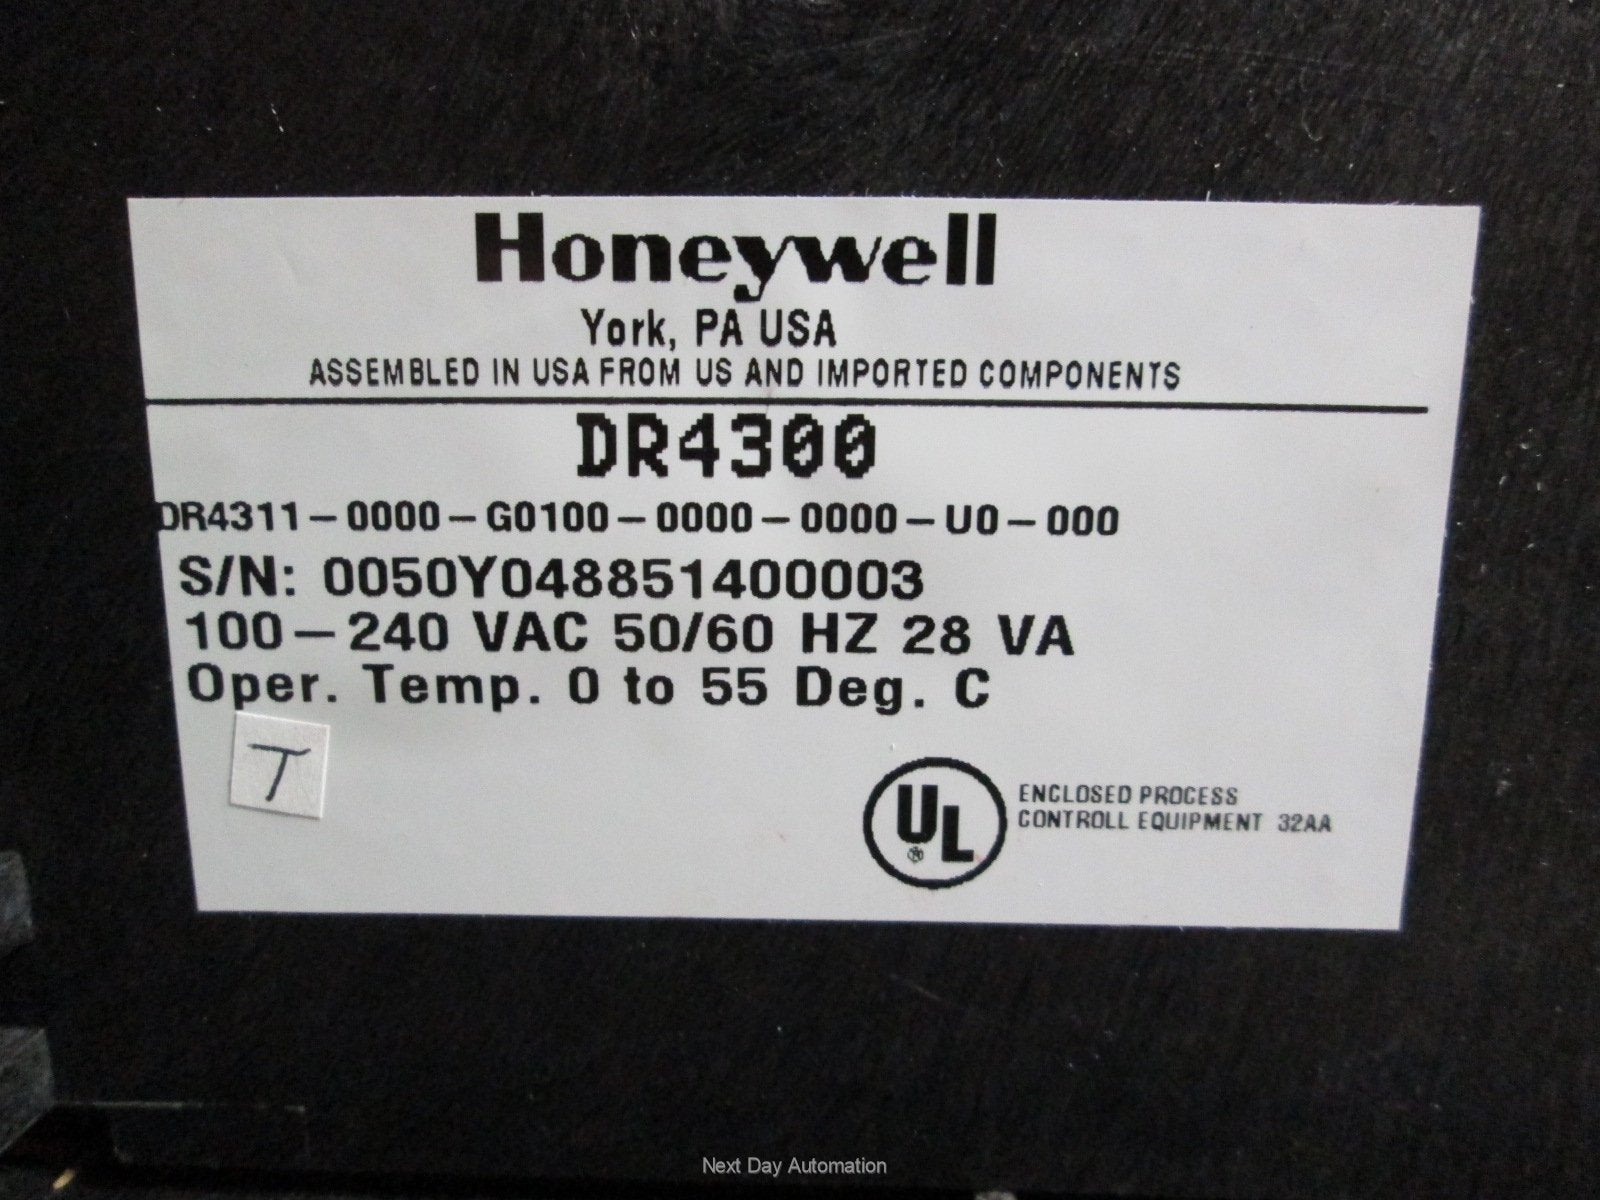 Honeywell
York, PA USA
ASSEMBLED IN USA FROM US AND IMPORTED COMPONENTS
DR4300
DR4311-0000-G0100-0000-0000-U0-000
S/N: 0050Y048851400003
100-240 VAC 50/60 HZ 28 VA
Oper. Temp. 0 to 55 Deg. C
T
UL®
ENCLOSED PROCESS
CONTROLL EQUIPMENT 32AA
Next Day Automation